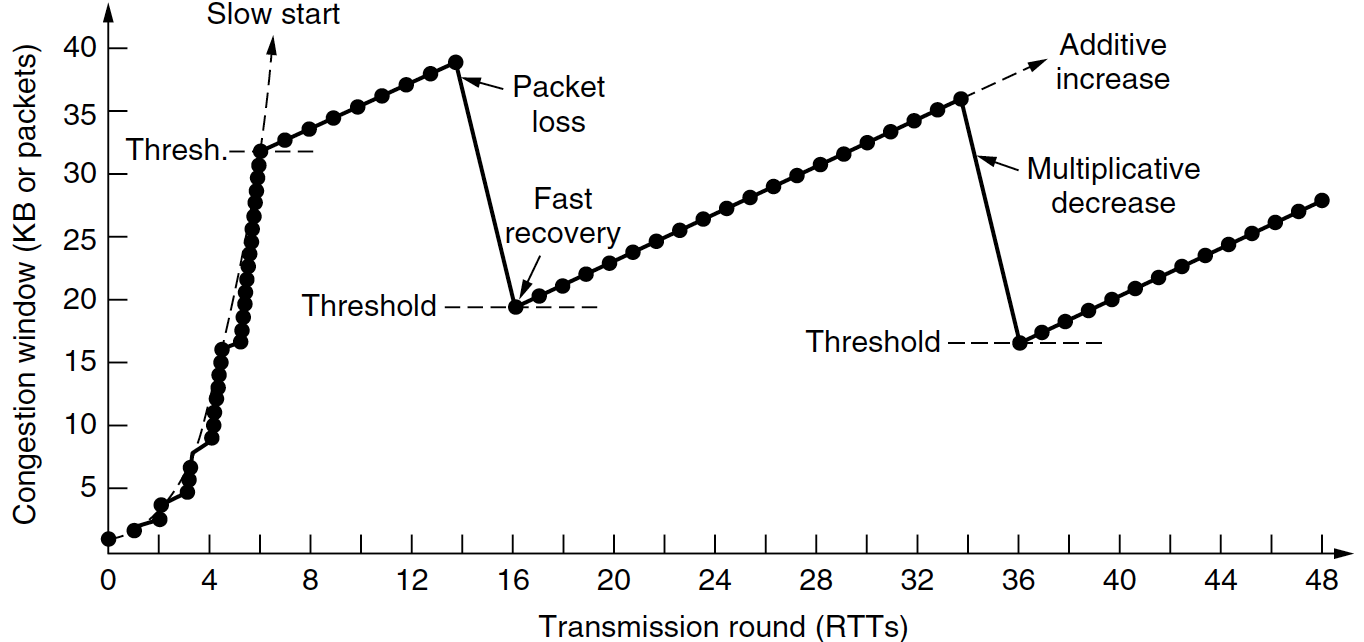 Slow start
40
35
30
25
20
15
10
5
Congestion window (KB or packets)
Thresh.
Packet
loss
Additive
increase
Fast
recovery
Multiplicative
decrease
Threshold
Threshold
0 4 8 12 16 20 24 28 32 36 40 44 48
Transmission round (RTTs)